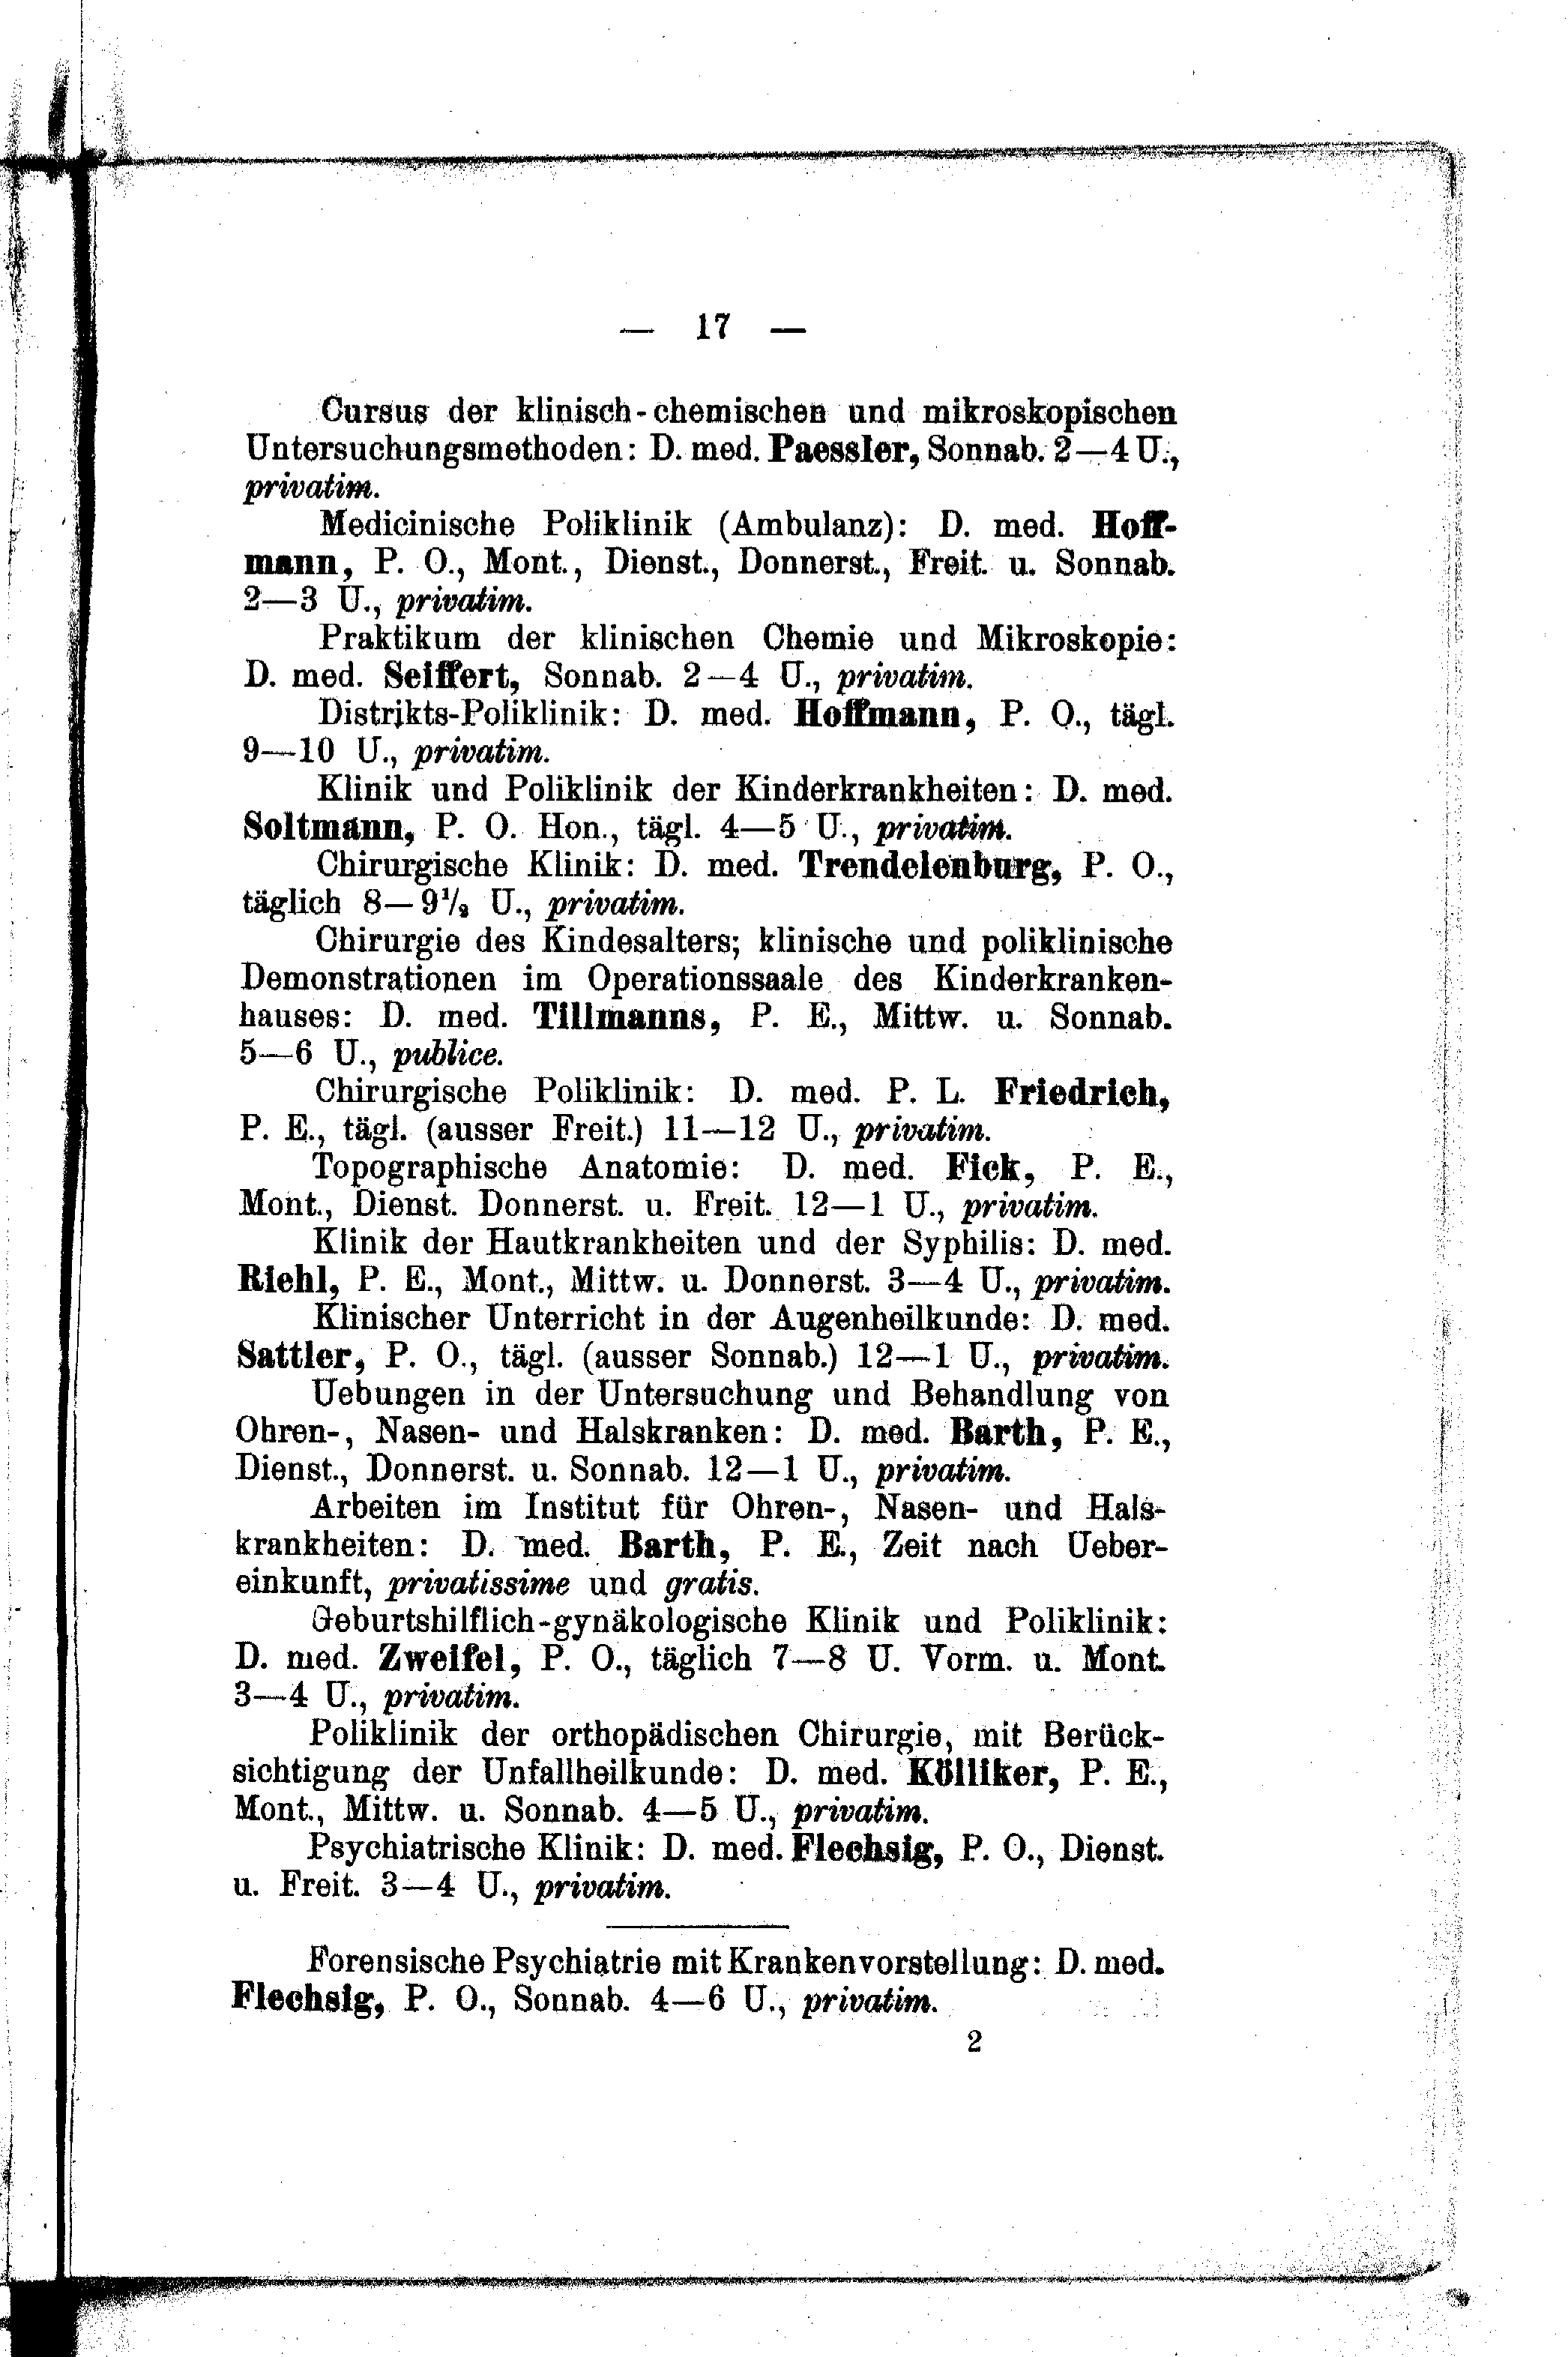 — 17 —
Cursus der klinisch-chemischen und mikroskopischen
Untersuchungsmethoden: D. med. Paessler, Sonnab. 2—4 U.,
privatim.
Medicinische Poliklinik (Ambulanz): D. med. Hoff-
mann, P. O., Mont., Dienst., Donnerst., Freit. u. Sonnab.
2—3 U., privatim.
Praktikum der klinischen Chemie und Mikroskopie:
D. med. Seiffert, Sonnab. 2—4 U., privatim.
Distrikts-Poliklinik: D. med. Hoffmann, P. O., tägl.
9—10 U., privatim.
Klinik und Poliklinik der Kinderkrankheiten: D. med.
Soltmann, P. O. Hon., tägl. 4—5 U., privatim.
Chirurgische Klinik: D. med. Trendelenburg, P. O.,
täglich 8—9½ U., privatim.
Chirurgie des Kindesalters; klinische und poliklinische
Demonstrationen im Operationssaale des Kinderkranken-
hauses: D. med. Tillmanns, P. E., Mittw. u. Sonnab.
5—6 U., publice.
Chirurgische Poliklinik: D. med. P. L. Friedrich,
P. E., tägl. (ausser Freit.) 11—12 U., privatim.
Topographische Anatomie: D. med. Fick, P. E.,
Mont., Dienst. Donnerst. u. Freit. 12—1 U., privatim.
Klinik der Hautkrankheiten und der Syphilis: D. med.
Riehl, P. E., Mont., Mittw. u. Donnerst. 3—4 U., privatim.
Klinischer Unterricht in der Augenheilkunde: D. med.
Sattler, P. O., tägl. (ausser Sonnab.) 12—1 U., privatim.
Uebungen in der Untersuchung und Behandlung von
Ohren-, Nasen- und Halskranken: D. med. Barth, P. E.,
Dienst., Donnerst. u. Sonnab. 12—1 U., privatim.
Arbeiten im Institut für Ohren-, Nasen- und Hals-
krankheiten: D. med. Barth, P. E., Zeit nach Ueber-
einkunft, privatissime und gratis.
Geburtshilflich-gynäkologische Klinik und Poliklinik:
D. med. Zweifel, P. O., täglich 7—8 U. Vorm. u. Mont.
3—4 U., privatim.
Poliklinik der orthopädischen Chirurgie, mit Berück-
sichtigung der Unfallheilkunde: D. med. Kölliker, P. E.,
Mont., Mittw. u. Sonnab. 4—5 U., privatim.
Psychiatrische Klinik: D. med. Flechsig, P. O., Dienst.
u. Freit. 3—4 U., privatim.
Forensische Psychiatrie mit Krankenvorstellung: D. med.
Flechsig, P. O., Sonnab. 4—6 U., privatim.
2